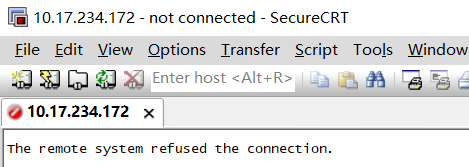 10.17.234.172 - not connected - SecureCRT
File Edit View Options Transfer Script Tools Window
Enter host <Alt+R>
10.17.234.172 ×
The remote system refused the connection.